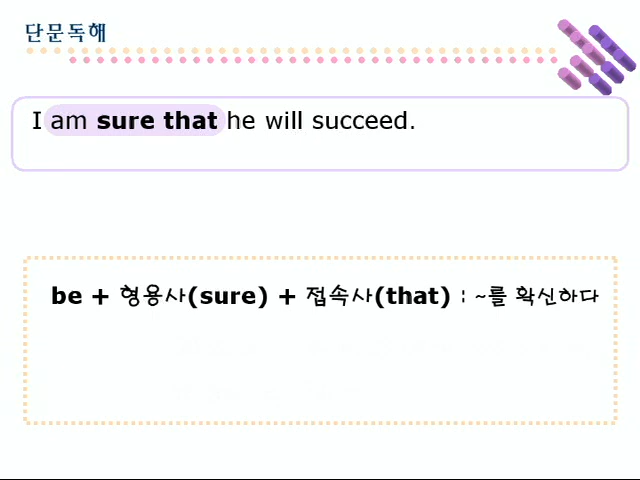 단문독해
I am sure that he will succeed.
be + 형용사(sure) + 접속사(that) : ~를 확신하다